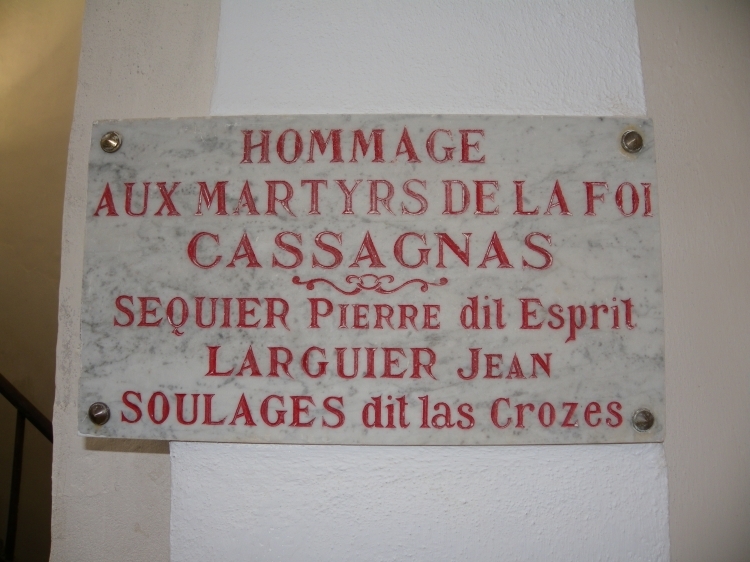 HOMMAGE
AUX MARTYRS DE LA FOI
CASSAGNAS
SEQUIER PIERRE dit Esprit
LARGUIER JEAN
SOULAGES dit las Crozes